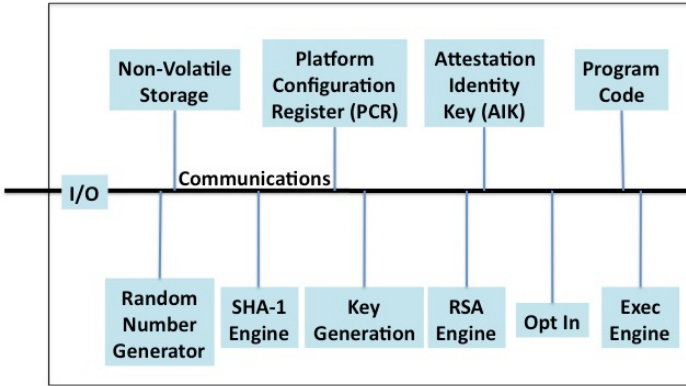 Non-Volatile
Storage
Platform
Configuration
Register (PCR)
Attestation
Identity
Key (AIK)
Program
Code
Communications
I/O
Random
Number
Generator
SHA-1
Engine
Key
Generation
RSA
Engine
Opt In
Exec
Engine